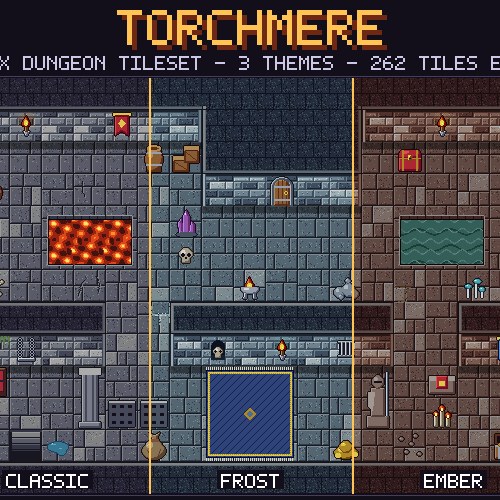 TORCHMERE
X DUNGEON TILESET - 3 THEMES - 262 TILES E
CLASSIC
FROST
EMBER